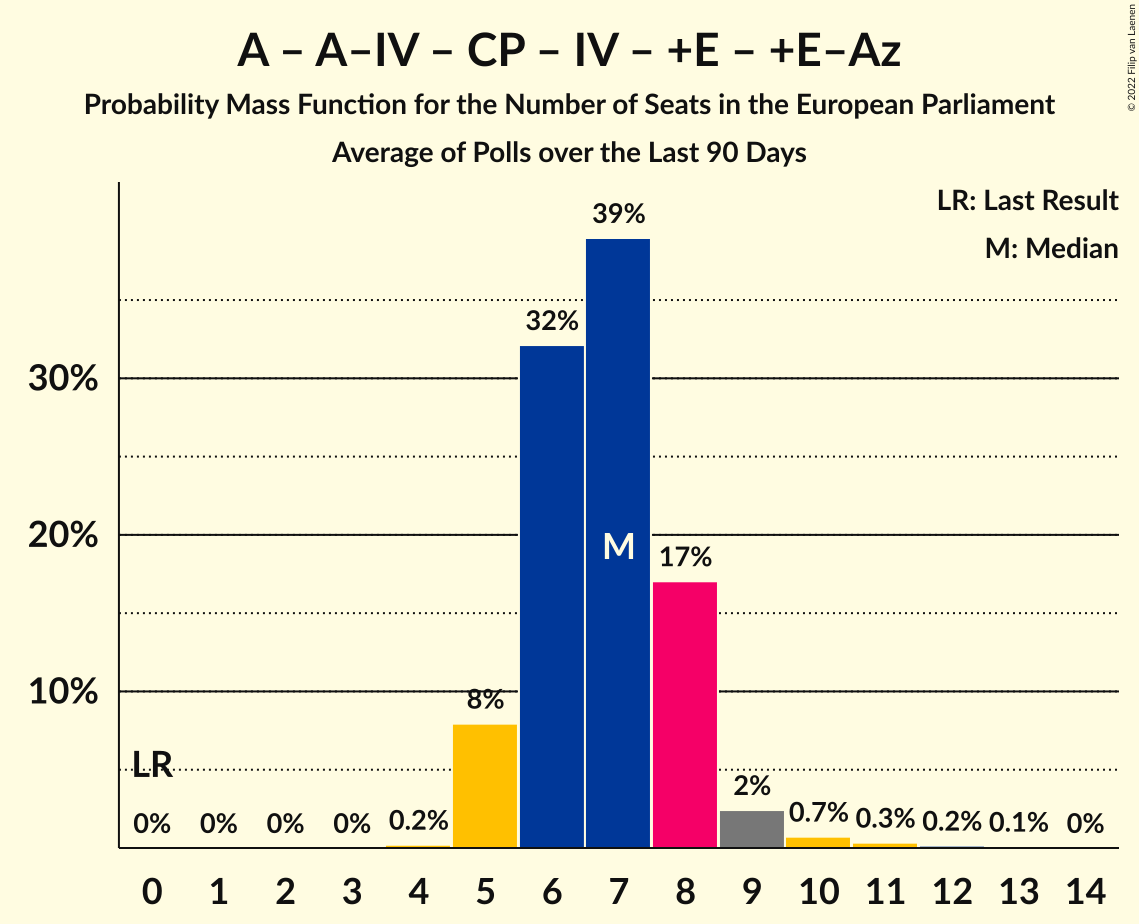 A – A–IV – CP – IV – +E – +E–Az
Probability Mass Function for the Number of Seats in the European Parliament
Average of Polls over the Last 90 Days
© 2022 Filip van Laenen
LR: Last Result
M: Median
39%
32%
30%
20%
M
17%
10%
8%
LR
2%
0% 0% 0% 0% 0.2% 0.7% 0.3% 0.2% 0.1% 0%
0 1 2 3 4 5 6 7 8 9 10 11 12 13 14